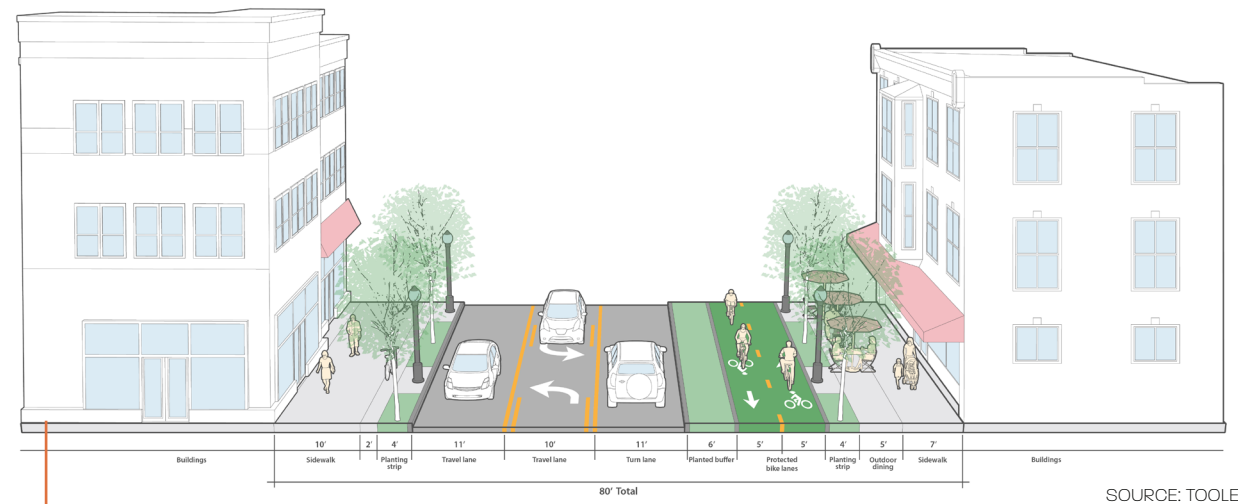 10' 2' 4' 11' 10' 11' 6' 5' 5' 4' 5' 7'
Buildings Sidewalk Planting strip Travel lane Travel lane Turn lane Planted buffer Protected bike lanes Planting strip Outdoor dining Sidewalk Buildings
80' Total
SOURCE: TOOLE